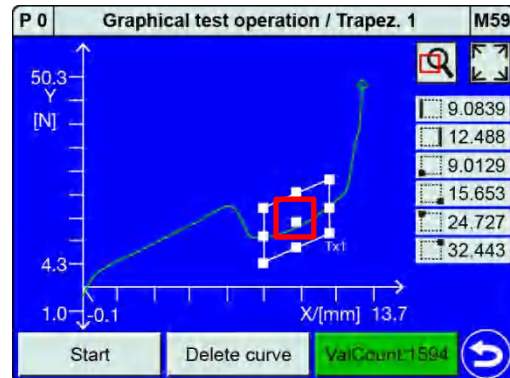 P 0 Graphical test operation / Trapez. 1 M59
50.3
Y
[N]
9.0839
12.488
9.0129
15.653
24.727
32.443
Tx1
4.3
1.0 -0.1 X/[mm] 13.7
Start Delete curve ValCount:1594